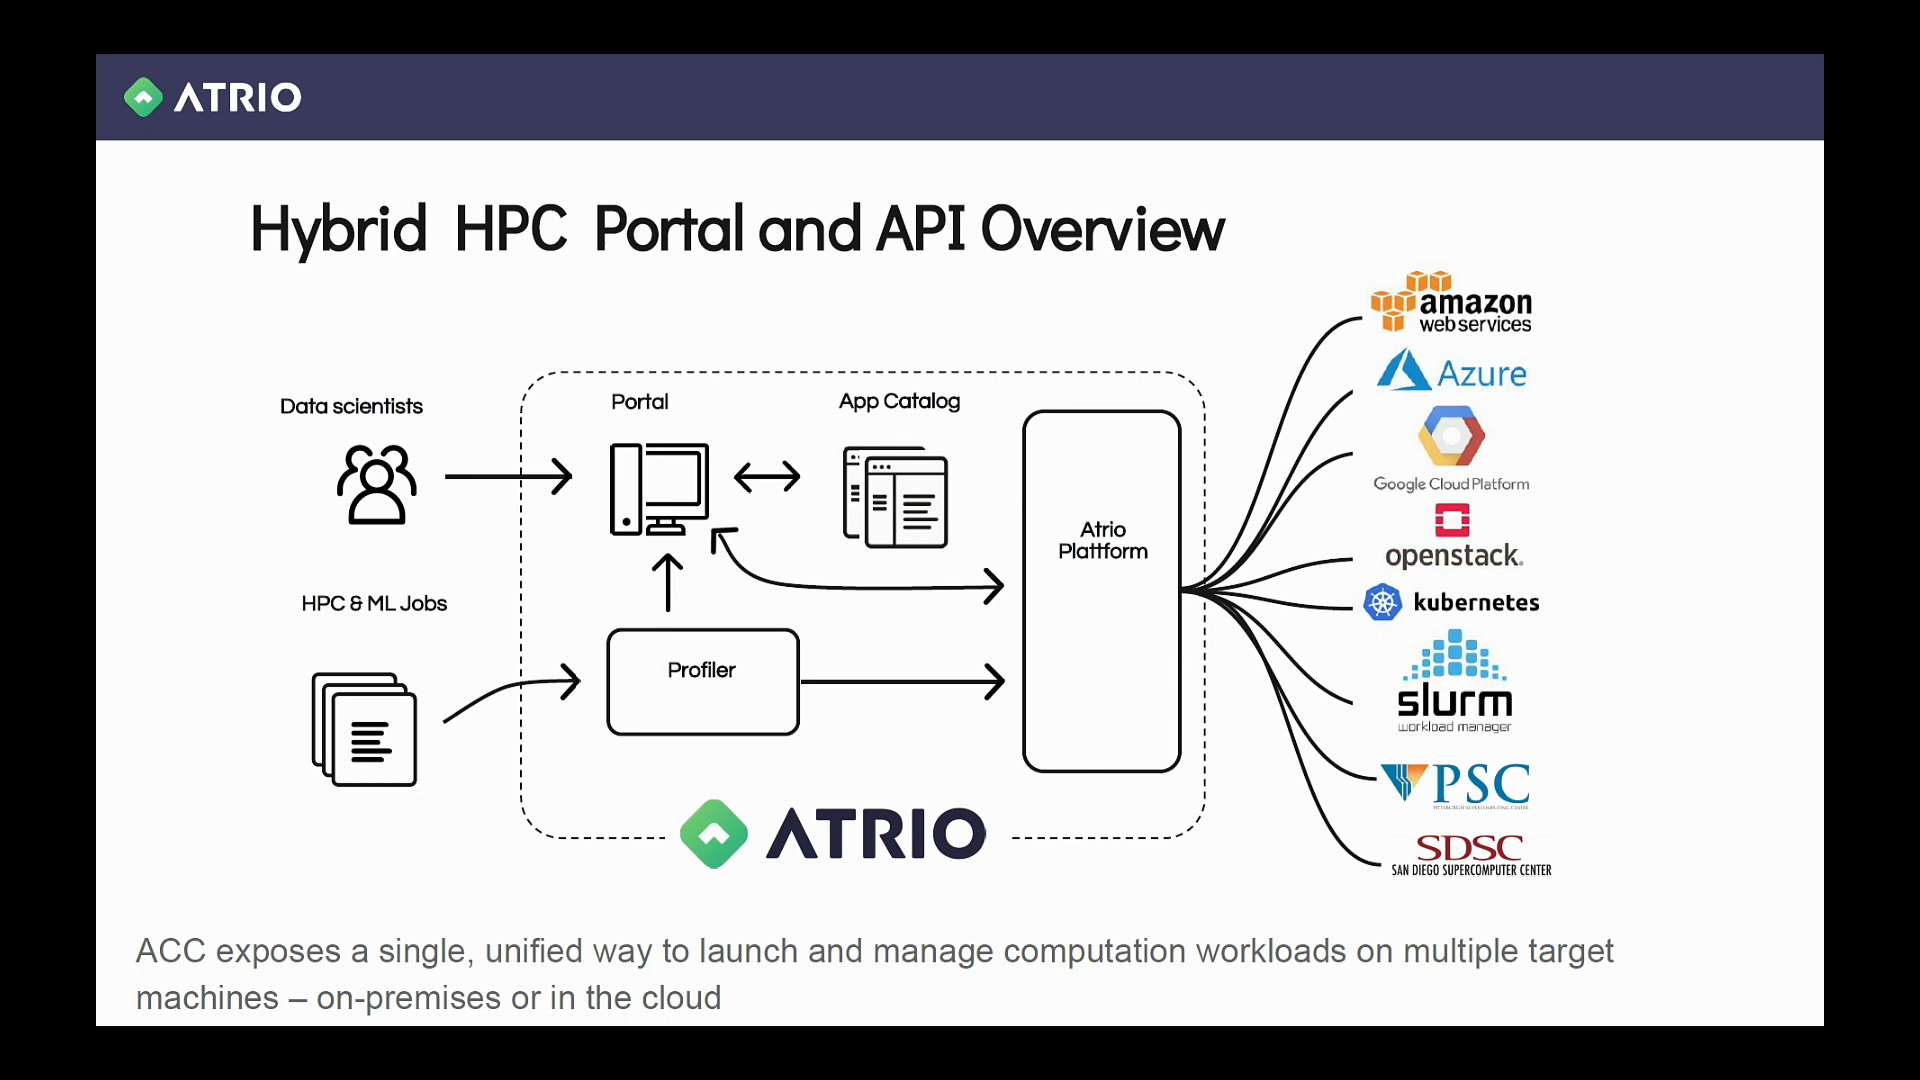 ATRIO
Hybrid HPC Portal and API Overview
amazon
web services
Azure
Google Cloud Platform
openstack.
kubernetes
slurm
workload manager
PSC
PITTSBURGH SUPERCOMPUTING CENTER
SDSC
SAN DIEGO SUPERCOMPUTER CENTER
Data scientists
Portal
App Catalog
Atrio
Plattform
HPC & ML Jobs
Profiler
ATRIO
ACC exposes a single, unified way to launch and manage computation workloads on multiple target
machines – on-premises or in the cloud